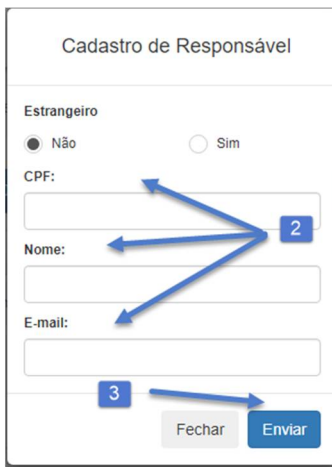 Cadastro de Responsável
Estrangeiro
Não Sim
CPF:
2
Nome:
E-mail:
3
Fechar Enviar